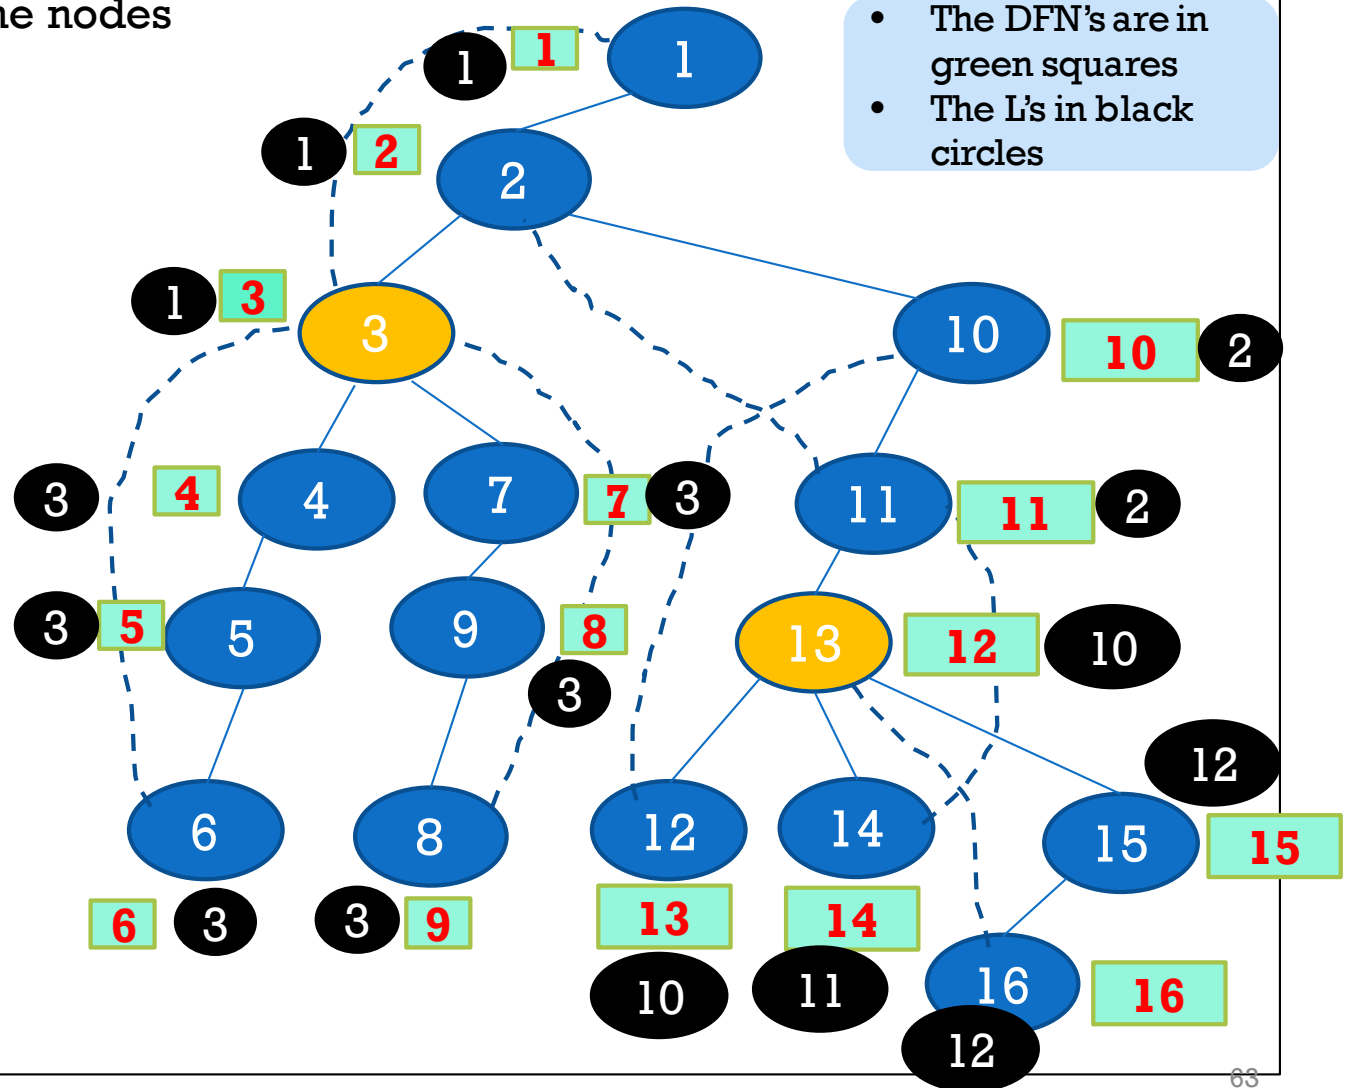 ne nodes
• The DFN's are in
green squares
• The L's in black
circles
1 1 1
1 2 2
1 3 3
10 10 2
3 4 4
7 7 3
11 11 2
3 5 5
9 8
3
13 12 10
12
6
8
12
14
15 15
6 3
3 9
13
14
10
11
16 16
12
63